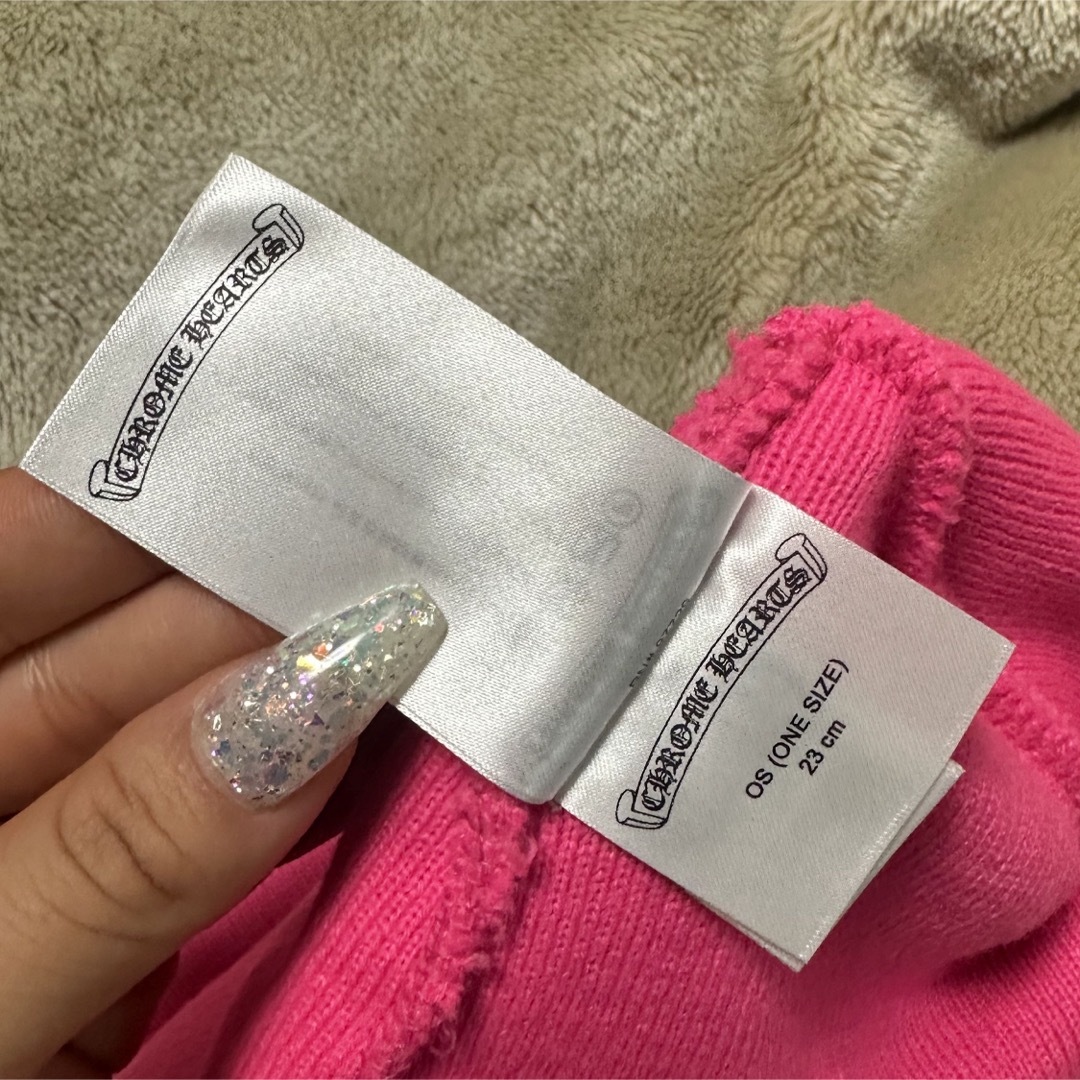 CHROME HEARTS
CHROME HEARTS
OS (ONE SIZE)
23 cm